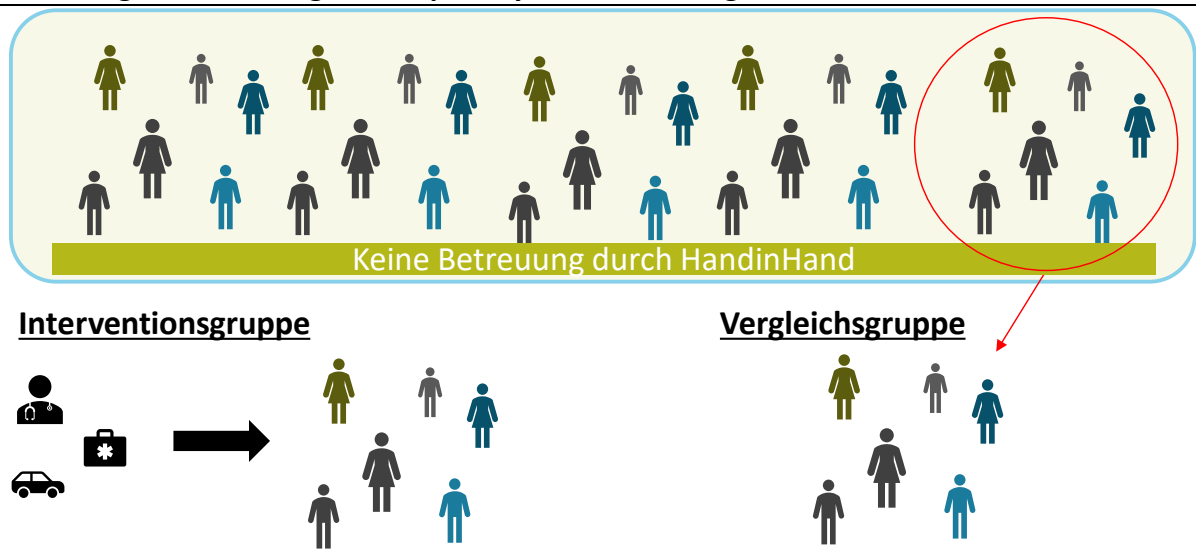 Keine Betreuung durch HandinHand
Interventionsgruppe
Vergleichsgruppe